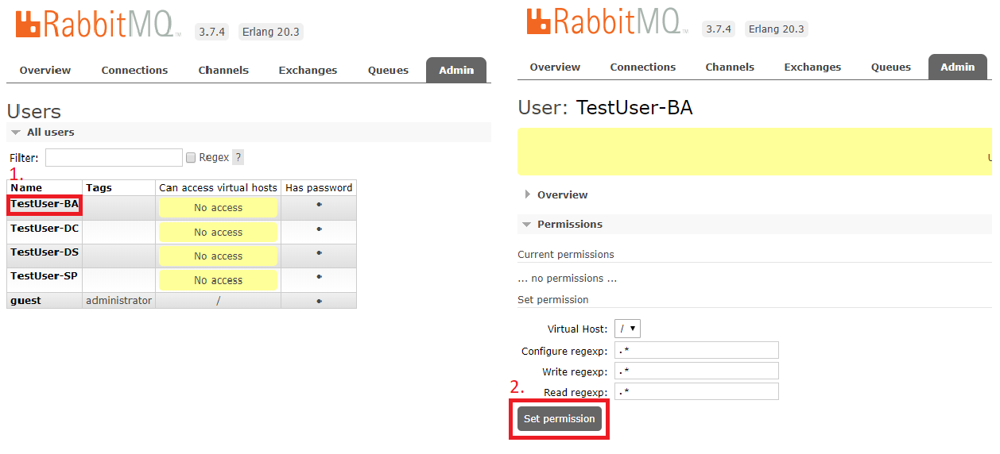 RabbitMQ TM 3.7.4 Erlang 20.3
Overview Connections Channels Exchanges Queues Admin
Users
All users
Filter: Regex ?
1.
Name Tags Can access virtual hosts Has password
TestUser-BA No access •
TestUser-DC No access •
TestUser-DS No access •
TestUser-SP No access •
guest administrator / •
RabbitMQ TM 3.7.4 Erlang 20.3
Overview Connections Channels Exchanges Queues Admin
User: TestUser-BA
Overview
Permissions
Current permissions
... no permissions ...
Set permission
Virtual Host: /
Configure regexp: .*
Write regexp: .*
Read regexp: .*
2.
Set permission